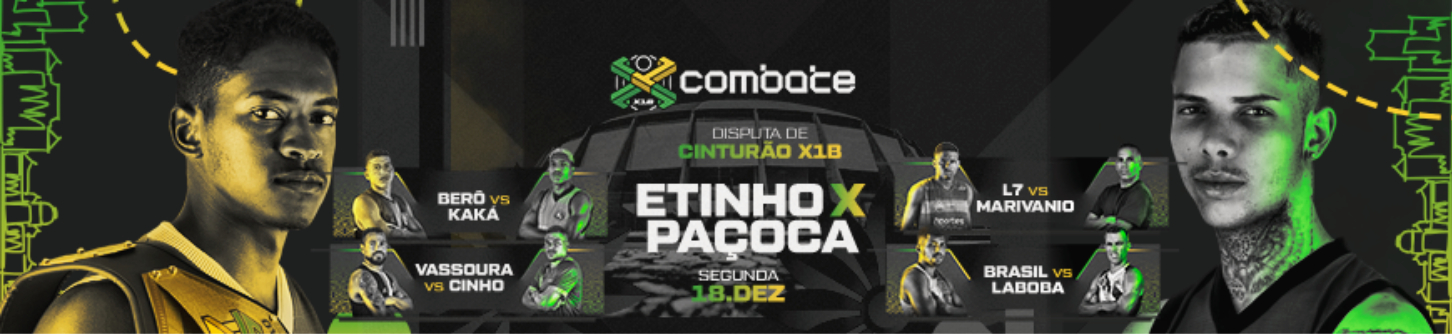 combate
X1B
DISPUTA DE
CINTURÃO X1B
ETINHO X
PAÇOCA
SEGUNDA
18.DEZ
BERÔ VS
KAKÁ
VASSOURA
VS CINHO
L7 VS
MARIVANIO
BRASIL VS
LABOBA